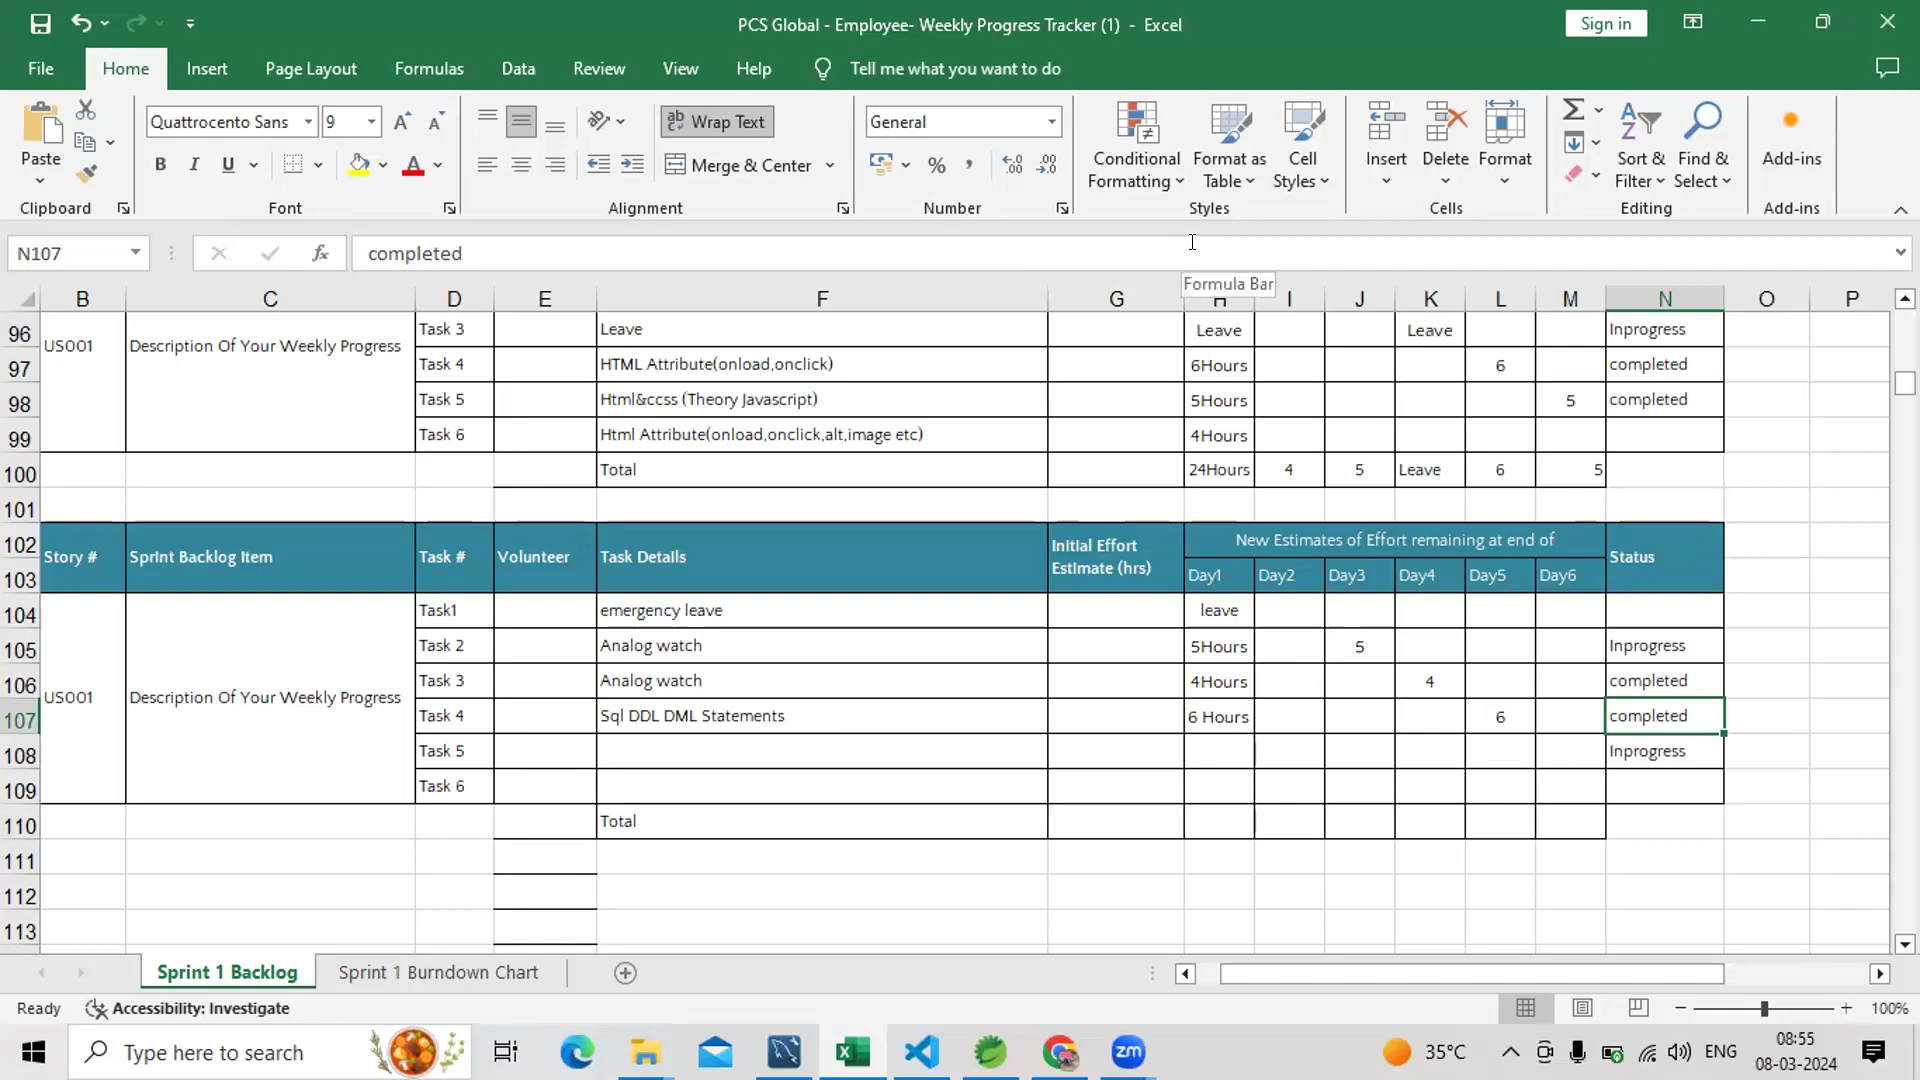 PCS Global - Employee- Weekly Progress Tracker (1) - Excel
Sign in
File Home Insert Page Layout Formulas Data Review View Help Tell me what you want to do
Paste
Clipboard
Quattrocento Sans 9
B I U
Font
Wrap Text
Merge & Center
Alignment
General
%
Number
Conditional Formatting
Format as Table
Cell Styles
Styles
Insert Delete Format
Cells
Sort & Filter
Find & Select
Editing
Add-ins
Add-ins
N107 fx completed
Formula Bar
B C D E F G H I J K L M N O P
96 US001 Description Of Your Weekly Progress Task 3 Leave Leave Leave Inprogress
97 Task 4 HTML Attribute(onload,onclick) 6Hours 6 completed
98 Task 5 Html&ccss (Theory Javascript) 5Hours 5 completed
99 Task 6 Html Attribute(onload,onclick,alt,image etc) 4Hours
100 Total 24Hours 4 5 Leave 6 5
101
102 Story # Sprint Backlog Item Task # Volunteer Task Details Initial Effort Estimate (hrs) New Estimates of Effort remaining at end of Status
103 Day1 Day2 Day3 Day4 Day5 Day6
104 Task1 emergency leave leave
105 Task 2 Analog watch 5Hours 5 Inprogress
106 Task 3 Analog watch 4Hours 4 completed
107 US001 Description Of Your Weekly Progress Task 4 Sql DDL DML Statements 6 Hours 6 completed
108 Task 5 Inprogress
109 Task 6
110 Total
111
112
113
Sprint 1 Backlog Sprint 1 Burndown Chart
Ready Accessibility: Investigate 100%
Type here to search
zm
35°C
ENG
08:55
08-03-2024